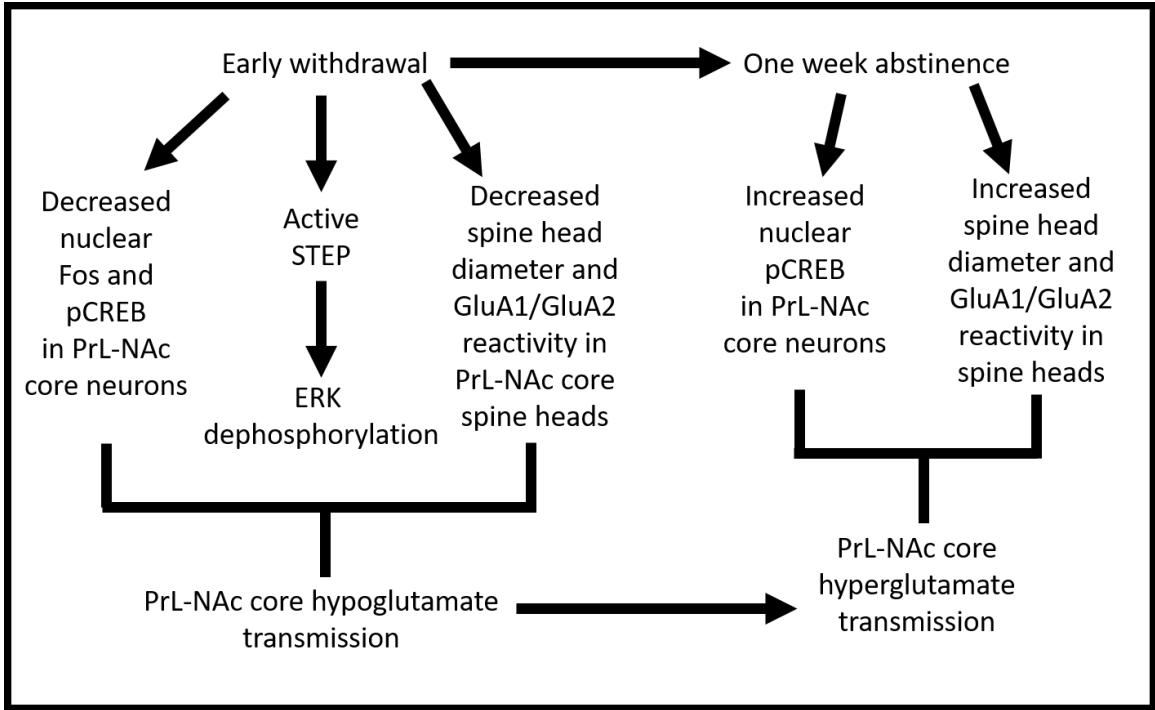 Early withdrawal
One week abstinence
Decreased
nuclear
Fos and
pCREB
in PrL-NAc
core neurons
Active
STEP
ERK
dephosphorylation
Decreased
spine head
diameter and
GluA1/GluA2
reactivity in
PrL-NAc core
spine heads
Increased
nuclear
pCREB
in PrL-NAc
core neurons
Increased
spine head
diameter and
GluA1/GluA2
reactivity in
spine heads
PrL-NAc core hypoglutamate
transmission
PrL-NAc core
hyperglutamate
transmission